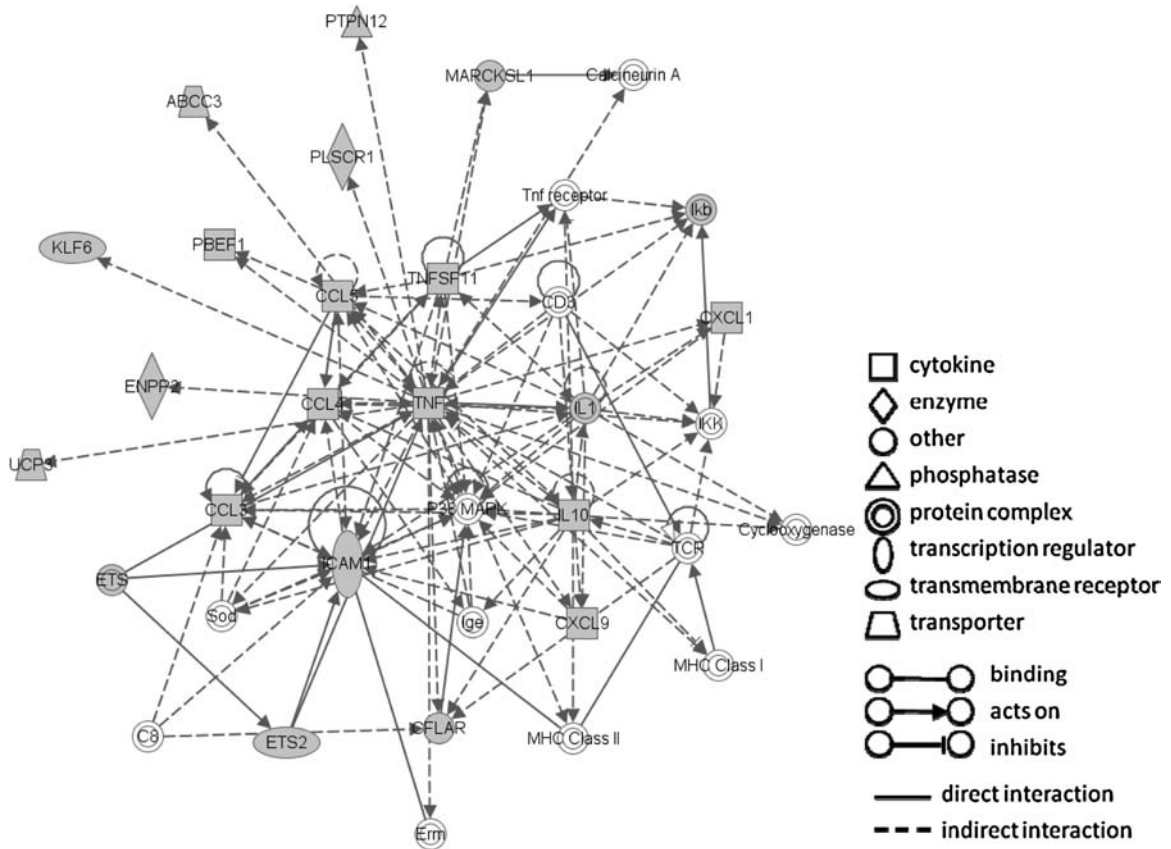 PTPN12
MARCKSL1
Calcineurin A
ABCC3
PLSCR1
Tnf receptor
Ikb
KLF6
PBEF1
TNFSF11
CCL5
CD3
CXCL1
ENPP2
CCL4
TNF
IL1
IKK
UCP3
CCL3
P38 MAPK
IL10
Cyclooxygenase
TCR
ETS
ICAM1
Sod
Ige
CXCL9
MHC Class I
C8
ETS2
CFLAR
MHC Class II
Erm
cytokine
enzyme
other
phosphatase
protein complex
transcription regulator
transmembrane receptor
transporter
binding
acts on
inhibits
direct interaction
indirect interaction